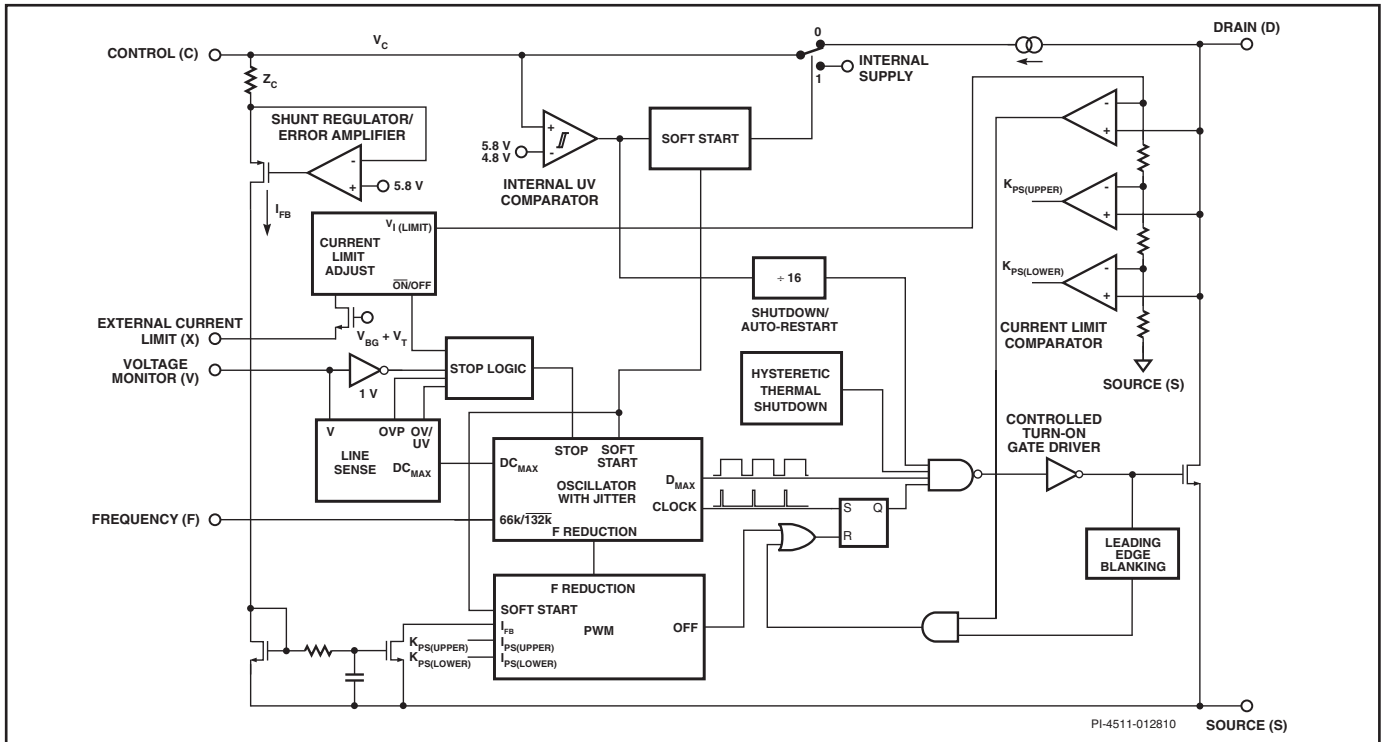 DRAIN (D)
0
CONTROL (C)
V_C
INTERNAL
SUPPLY
1
Z_C
SHUNT REGULATOR/
ERROR AMPLIFIER
-
+
5.8 V
I_FB
+
-
5.8 V
4.8 V
INTERNAL UV
COMPARATOR
SOFT START
-
+
K_PS(UPPER)
-
+
K_PS(LOWER)
-
+
CURRENT LIMIT
COMPARATOR
SOURCE (S)
V_I (LIMIT)
CURRENT
LIMIT
ADJUST
ON/OFF
÷ 16
SHUTDOWN/
AUTO-RESTART
EXTERNAL CURRENT
LIMIT (X)
V_BG + V_T
VOLTAGE
MONITOR (V)
1 V
STOP LOGIC
HYSTERETIC
THERMAL
SHUTDOWN
CONTROLLED
TURN-ON
GATE DRIVER
V
OVP
OV/
UV
LINE
SENSE
DC_MAX
STOP
SOFT
START
DC_MAX
OSCILLATOR
WITH JITTER
D_MAX
CLOCK
66k/132k
F REDUCTION
FREQUENCY (F)
S
Q
R
LEADING
EDGE
BLANKING
F REDUCTION
SOFT START
I_FB
PWM
OFF
K_PS(UPPER)
I_PS(UPPER)
K_PS(LOWER)
I_PS(LOWER)
PI-4511-012810
SOURCE (S)